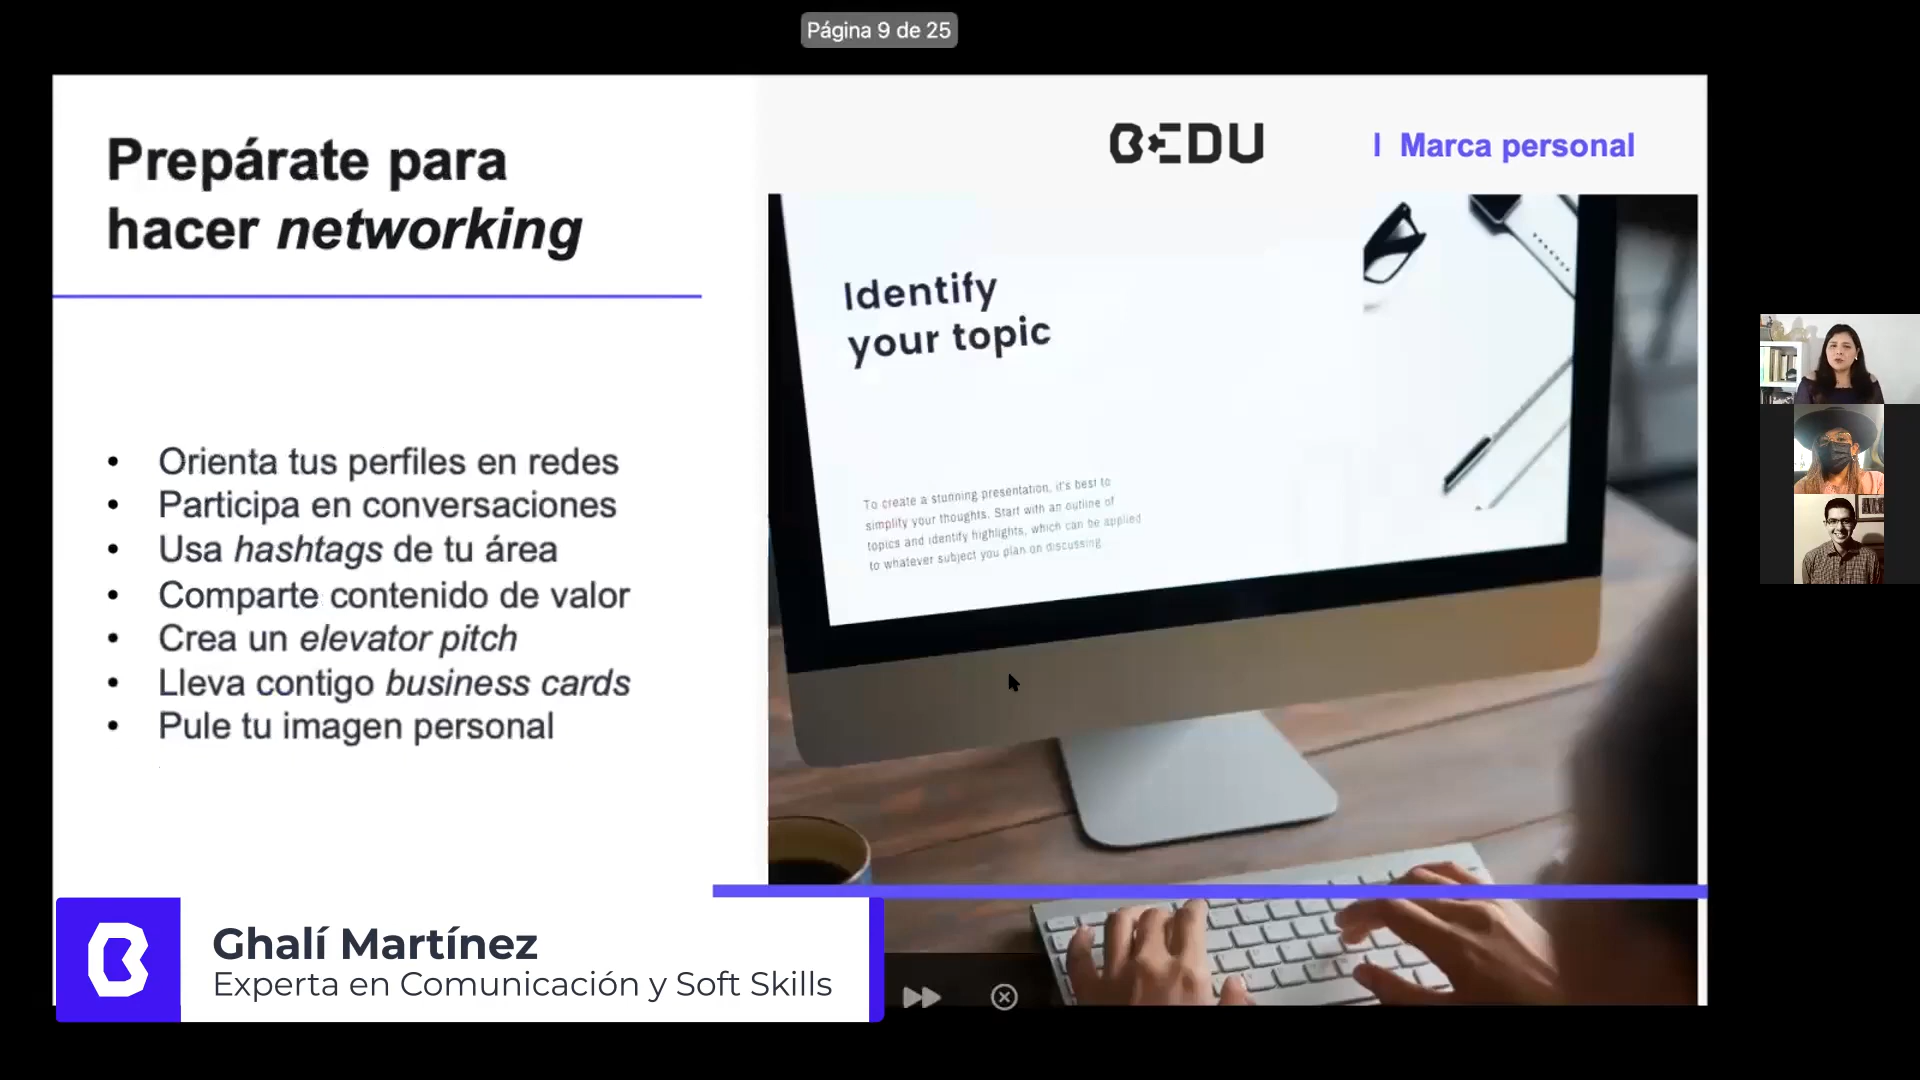 Página 9 de 25
Prepárate para
hacer networking
BEDU
| Marca personal
Identify
your topic
To create a stunning presentation, it's best to
simplify your thoughts. Start with an outline of
topics and identify highlights, which can be applied
to whatever subject you plan on discussing.
• Orienta tus perfiles en redes
• Participa en conversaciones
• Usa hashtags de tu área
• Comparte contenido de valor
• Crea un elevator pitch
• Lleva contigo business cards
• Pule tu imagen personal
B
Ghalí Martínez
Experta en Comunicación y Soft Skills